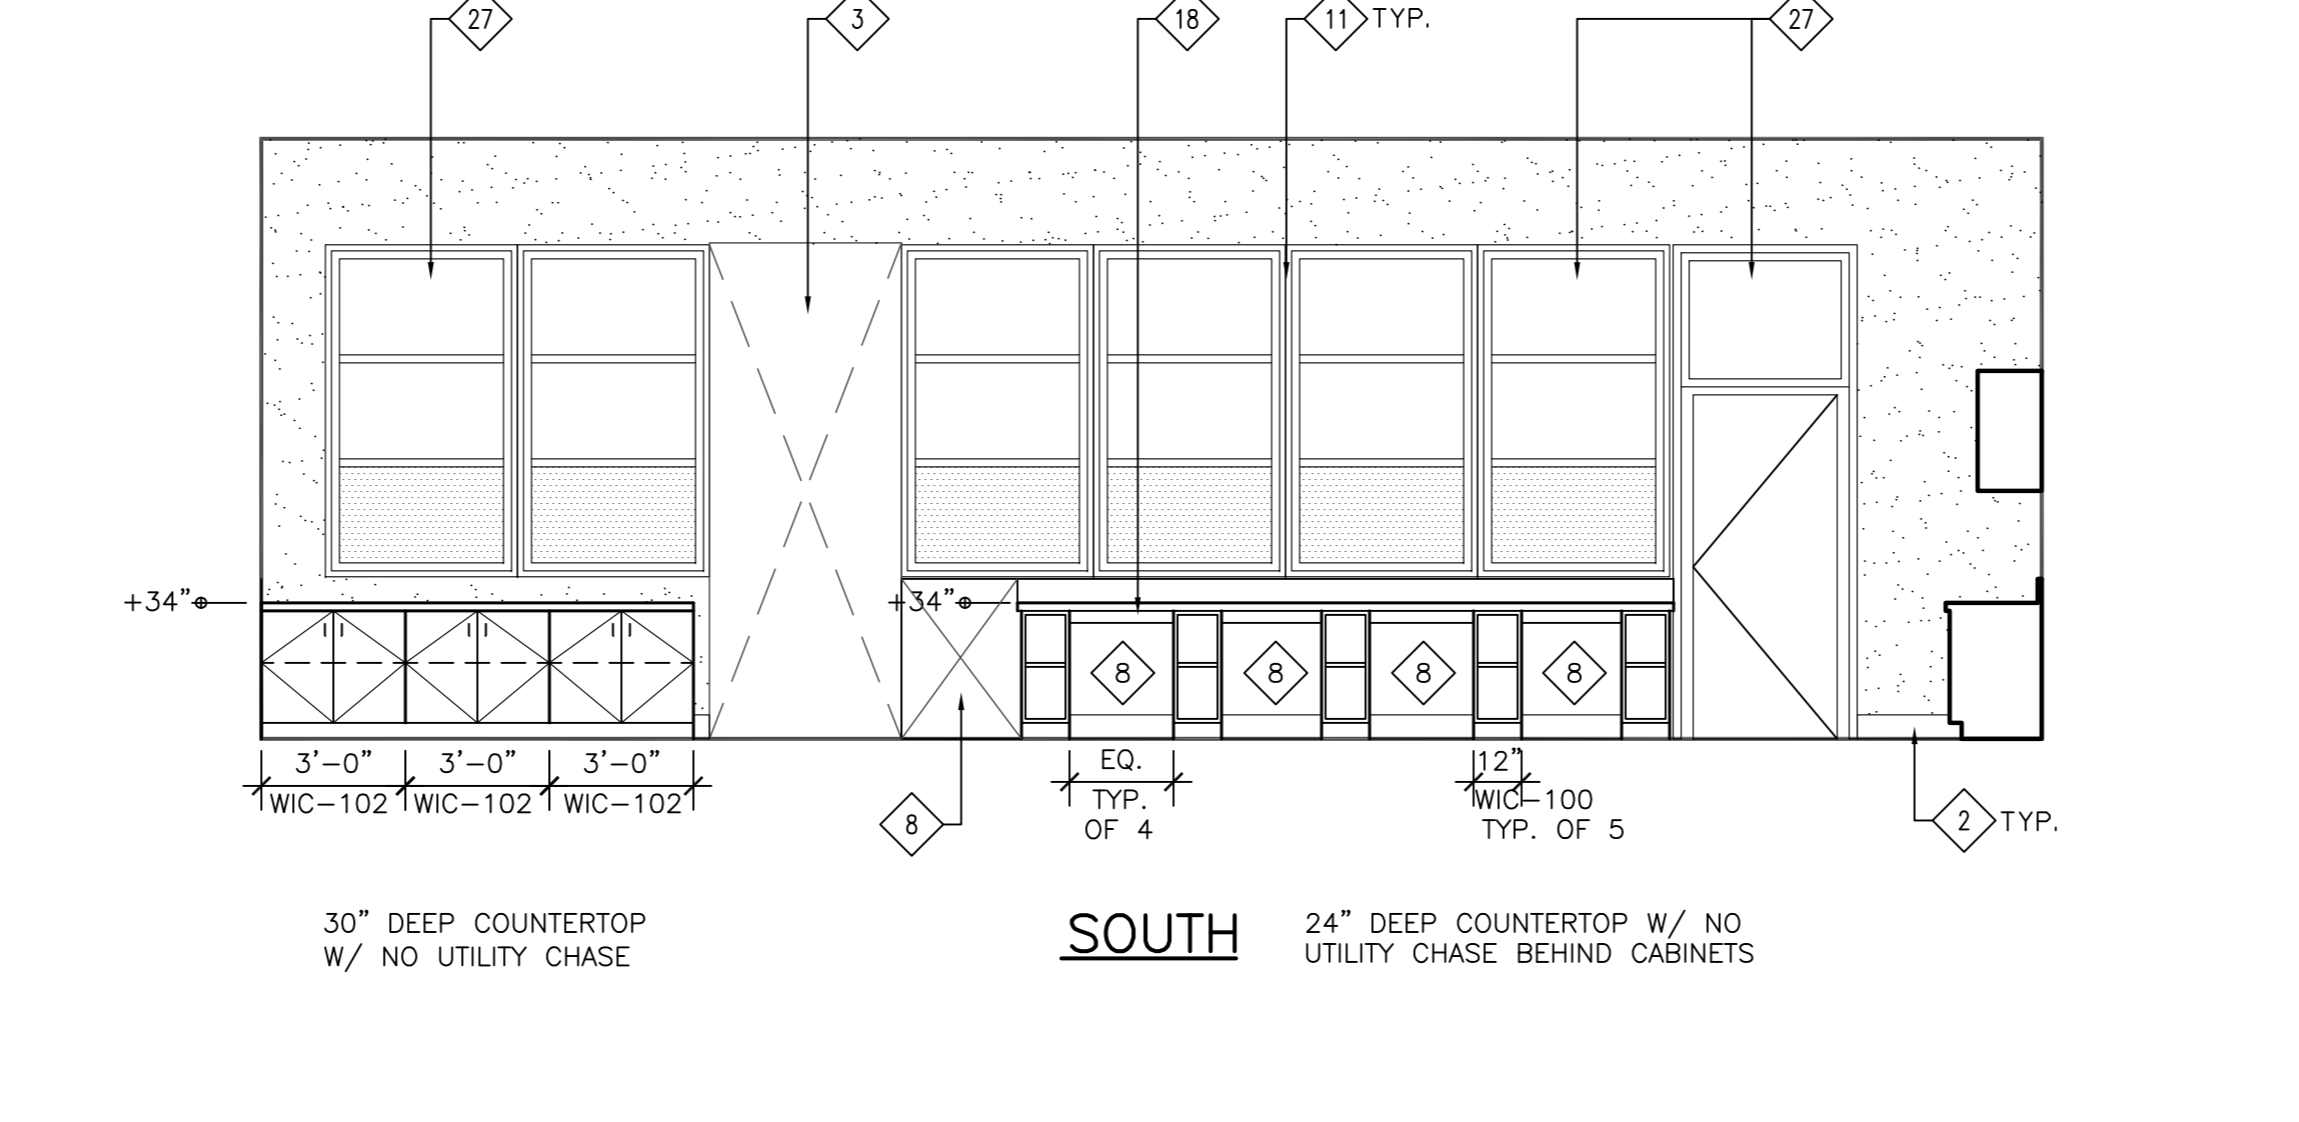 27
3
18
11 TYP.
27
+34"
+34"
8
8
8
8
3'-0" 3'-0" 3'-0"
WIC-102 WIC-102 WIC-102
EQ.
TYP.
OF 4
12"
WIC-100
TYP. OF 5
8
2 TYP.
30" DEEP COUNTERTOP
W/ NO UTILITY CHASE
SOUTH
24" DEEP COUNTERTOP W/ NO
UTILITY CHASE BEHIND CABINETS